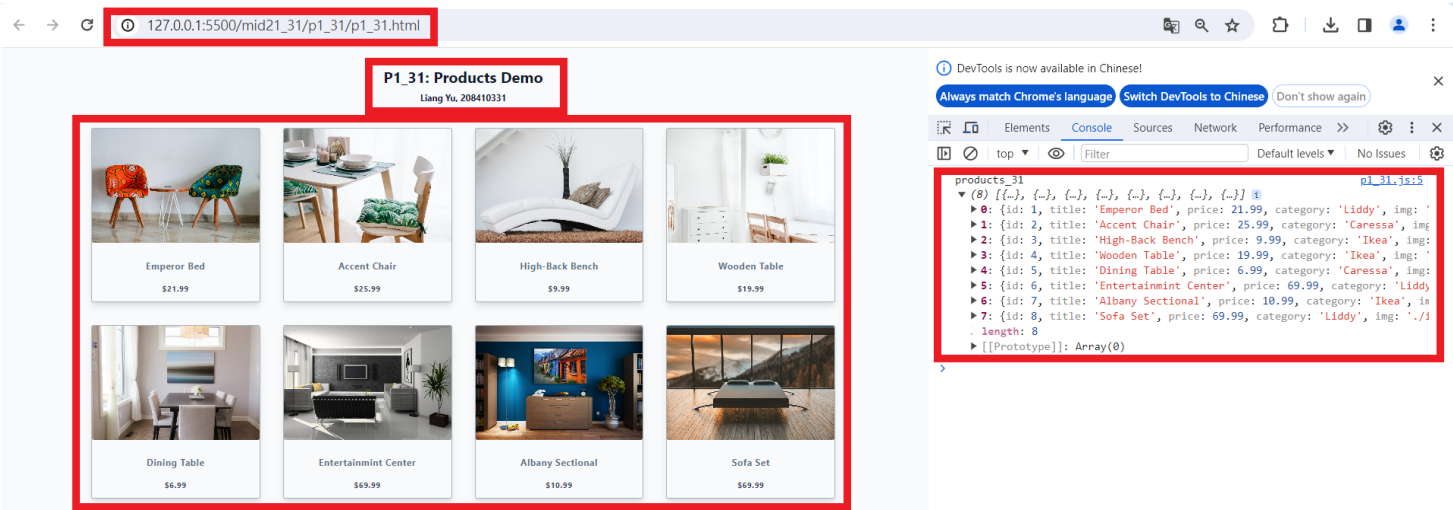 127.0.0.1:5500/mid21_31/p1_31/p1_31.html
P1_31: Products Demo
Liang Yu, 208410331
Emperor Bed
$21.99
Accent Chair
$25.99
High-Back Bench
$9.99
Wooden Table
$19.99
Dining Table
$6.99
Entertainmint Center
$69.99
Albany Sectional
$10.99
Sofa Set
$69.99
DevTools is now available in Chinese!
Always match Chrome's language Switch DevTools to Chinese Don't show again
Elements Console Sources Network Performance
top Filter Default levels No Issues
products_31 p1_31.js:5
(8) [{…}, {…}, {…}, {…}, {…}, {…}, {…}, {…}]
0: {id: 1, title: 'Emperor Bed', price: 21.99, category: 'Liddy', img: '
1: {id: 2, title: 'Accent Chair', price: 25.99, category: 'Caressa', img
2: {id: 3, title: 'High-Back Bench', price: 9.99, category: 'Ikea', img:
3: {id: 4, title: 'Wooden Table', price: 19.99, category: 'Ikea', img: '
4: {id: 5, title: 'Dining Table', price: 6.99, category: 'Caressa', img:
5: {id: 6, title: 'Entertainmint Center', price: 69.99, category: 'Liddy
6: {id: 7, title: 'Albany Sectional', price: 10.99, category: 'Ikea', im
7: {id: 8, title: 'Sofa Set', price: 69.99, category: 'Liddy', img: './i
length: 8
[[Prototype]]: Array(0)